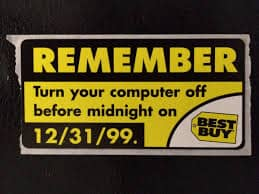 REMEMBER
Turn your computer off
before midnight on
12/31/99.
BEST
BUY